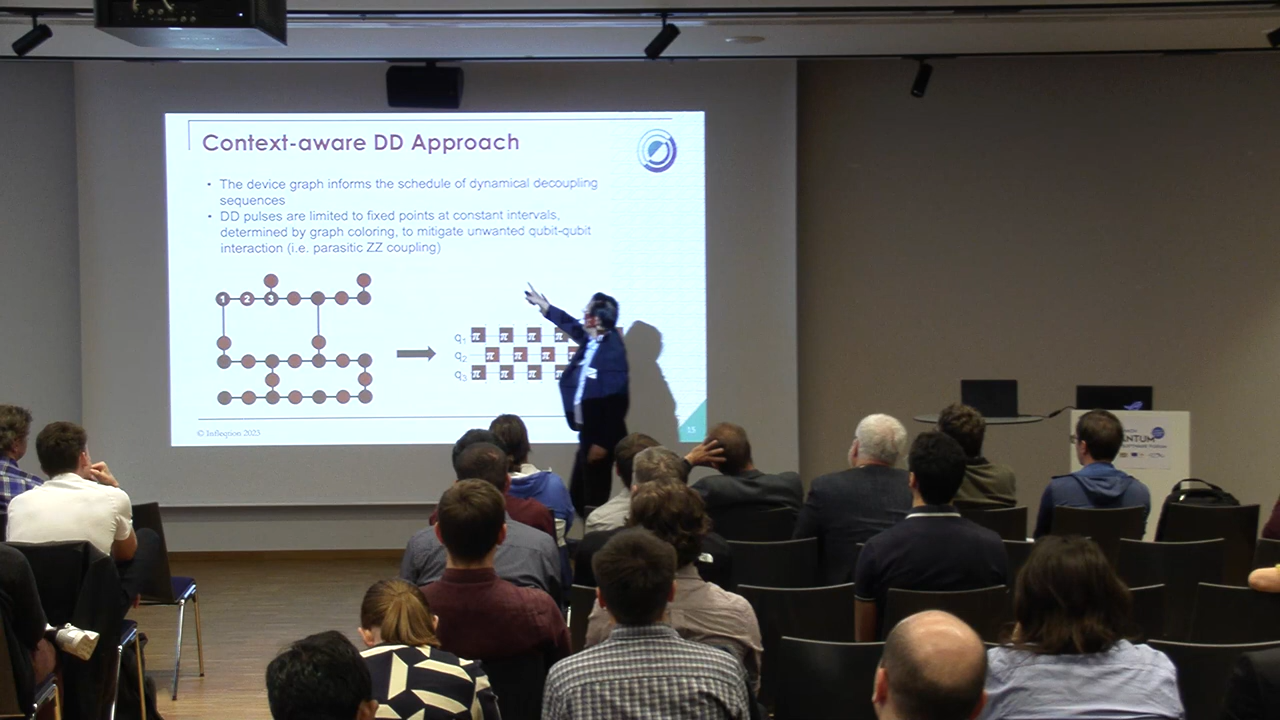 Context-aware DD Approach
• The device graph informs the schedule of dynamical decoupling
sequences
• DD pulses are limited to fixed points at constant intervals,
determined by graph coloring, to mitigate unwanted qubit-qubit
interaction (i.e. parasitic ZZ coupling)
1 2 3
q1 π π π π
q2 π π π π
q3 π π π π
© Infleqtion 2023
15